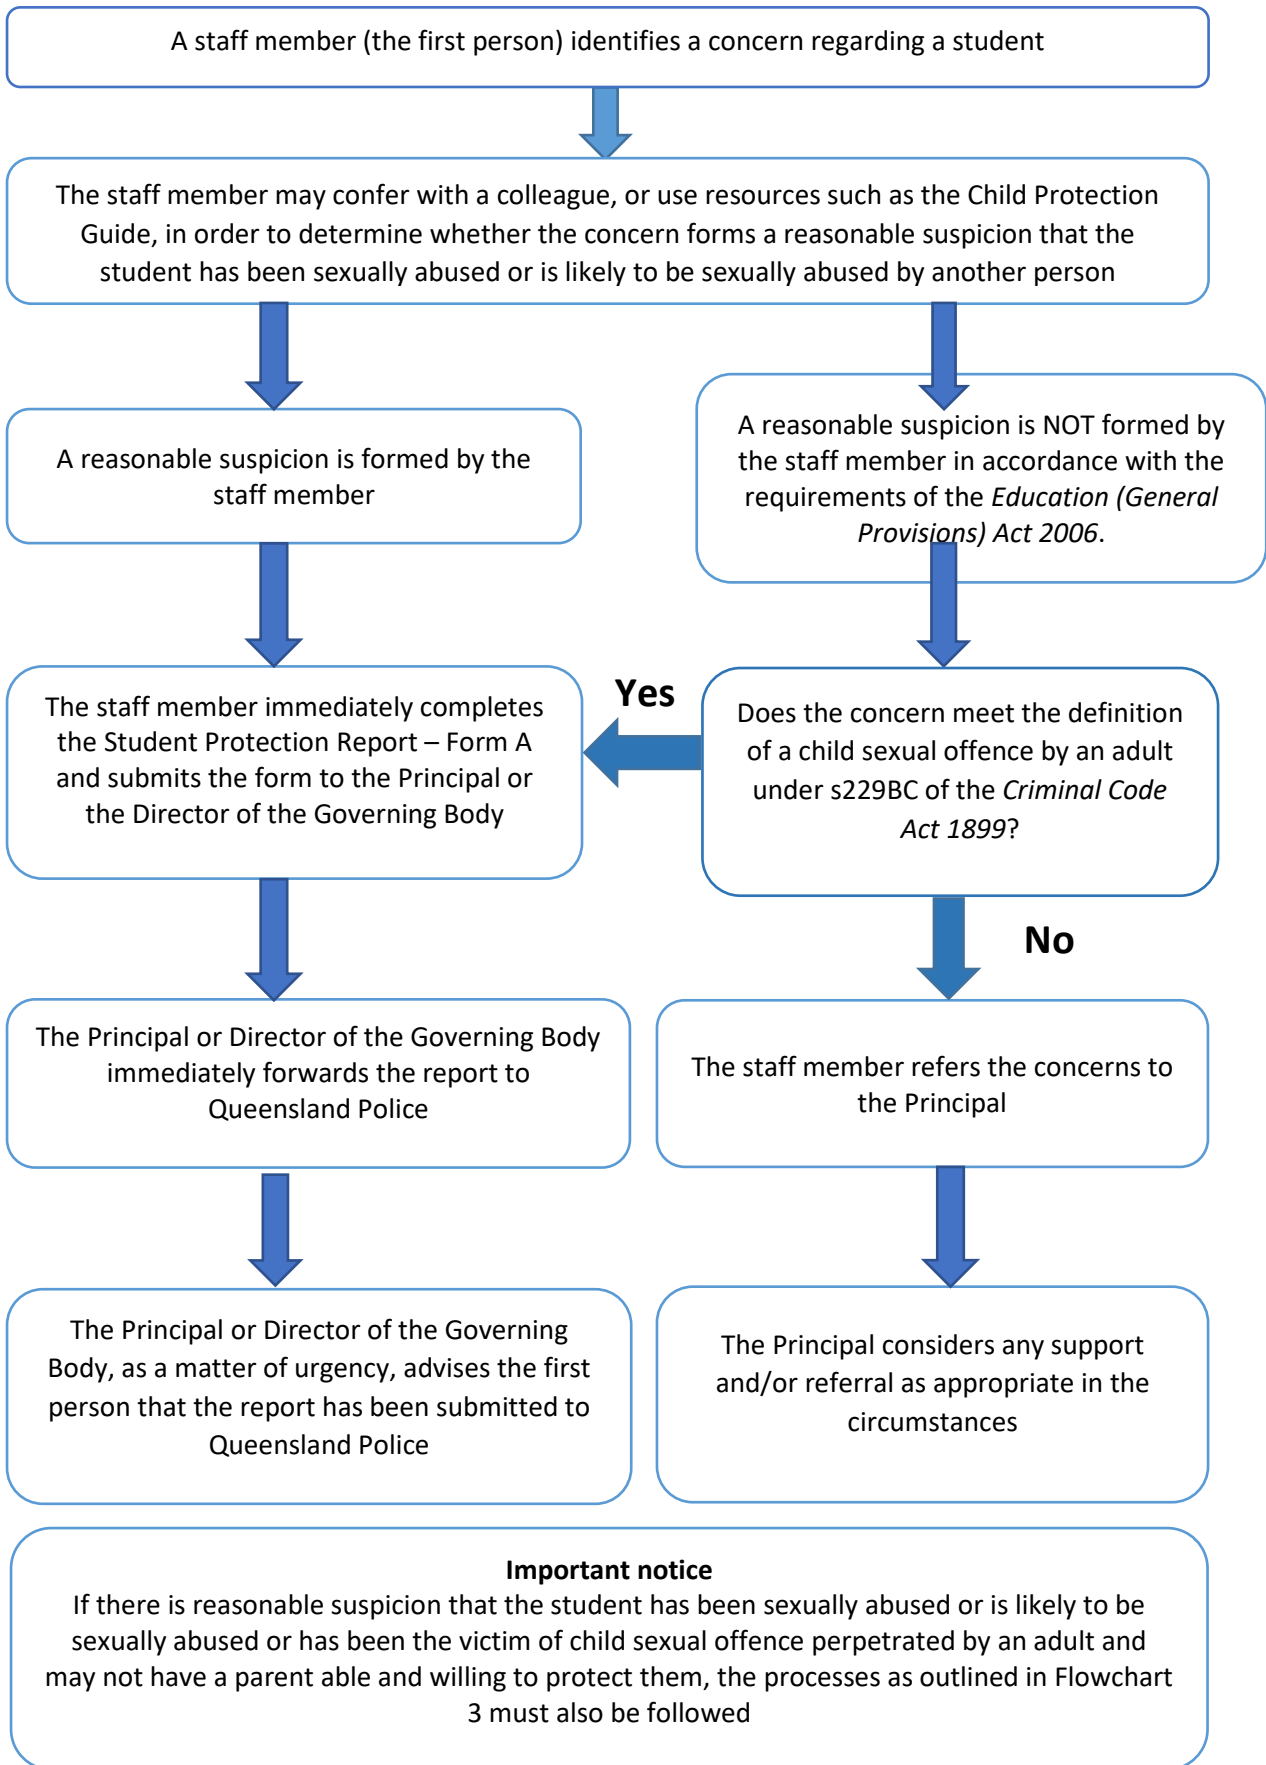 A staff member (the first person) identifies a concern regarding a student
The staff member may confer with a colleague, or use resources such as the Child Protection
Guide, in order to determine whether the concern forms a reasonable suspicion that the
student has been sexually abused or is likely to be sexually abused by another person
A reasonable suspicion is formed by the
staff member
A reasonable suspicion is NOT formed by
the staff member in accordance with the
requirements of the Education (General
Provisions) Act 2006.
The staff member immediately completes
the Student Protection Report – Form A
and submits the form to the Principal or
the Director of the Governing Body
Yes
Does the concern meet the definition
of a child sexual offence by an adult
under s229BC of the Criminal Code
Act 1899?
No
The Principal or Director of the Governing Body
immediately forwards the report to
Queensland Police
The staff member refers the concerns to
the Principal
The Principal or Director of the Governing
Body, as a matter of urgency, advises the first
person that the report has been submitted to
Queensland Police
The Principal considers any support
and/or referral as appropriate in the
circumstances
Important notice
If there is reasonable suspicion that the student has been sexually abused or is likely to be
sexually abused or has been the victim of child sexual offence perpetrated by an adult and
may not have a parent able and willing to protect them, the processes as outlined in Flowchart
3 must also be followed